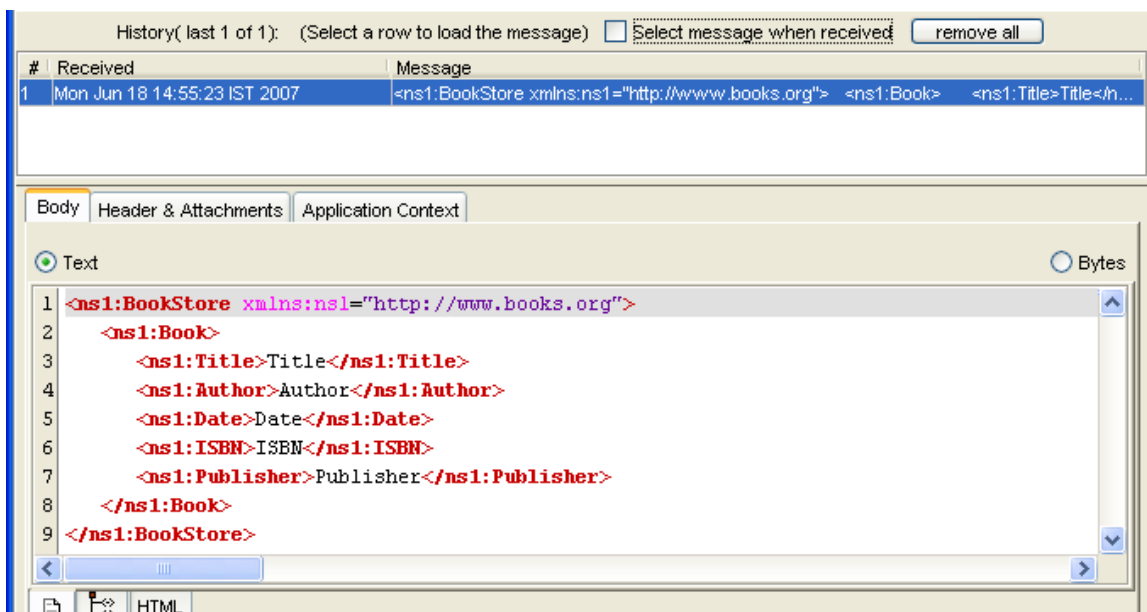 History( last 1 of 1): (Select a row to load the message) Select message when received remove all
# Received Message
1 Mon Jun 18 14:55:23 IST 2007 <ns1:BookStore xmlns:ns1="http://www.books.org"> <ns1:Book> <ns1:Title>Title</n...
Body Header & Attachments Application Context
Text Bytes
1 <ns1:BookStore xmlns:ns1="http://www.books.org">
2 <ns1:Book>
3 <ns1:Title>Title</ns1:Title>
4 <ns1:Author>Author</ns1:Author>
5 <ns1:Date>Date</ns1:Date>
6 <ns1:ISBN>ISBN</ns1:ISBN>
7 <ns1:Publisher>Publisher</ns1:Publisher>
8 </ns1:Book>
9 </ns1:BookStore>
HTML